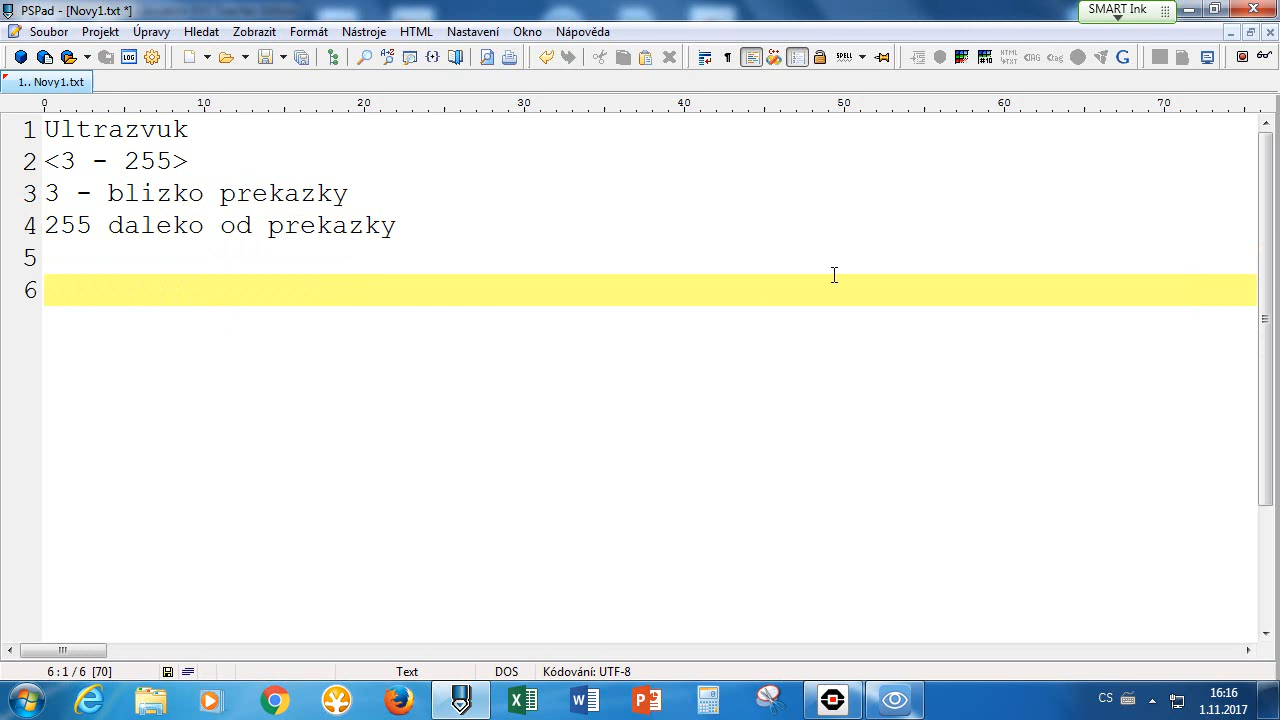 PSPad - [Novy1.txt *]
SMART Ink
Soubor Projekt Úpravy Hledat Zobrazit Formát Nástroje HTML Nastavení Okno Nápověda
1.. Novy1.txt
0 10 20 30 40 50 60 70
1 Ultrazvuk
2 <3 - 255>
3 3 - blizko prekazky
4 255 daleko od prekazky
5
6
6 : 1 / 6 [70] Text DOS Kódování: UTF-8
CS 16:16
1.11.2017